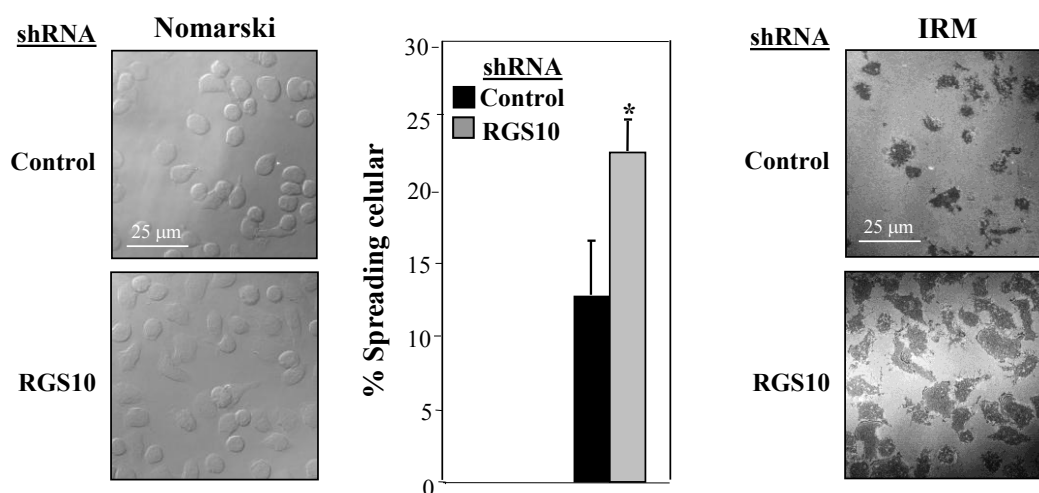 shRNA
Nomarski
Control
25 µm
RGS10
30
25
20
15
10
5
0
% Spreading celular
shRNA
Control
RGS10
*
shRNA
IRM
Control
25 µm
RGS10